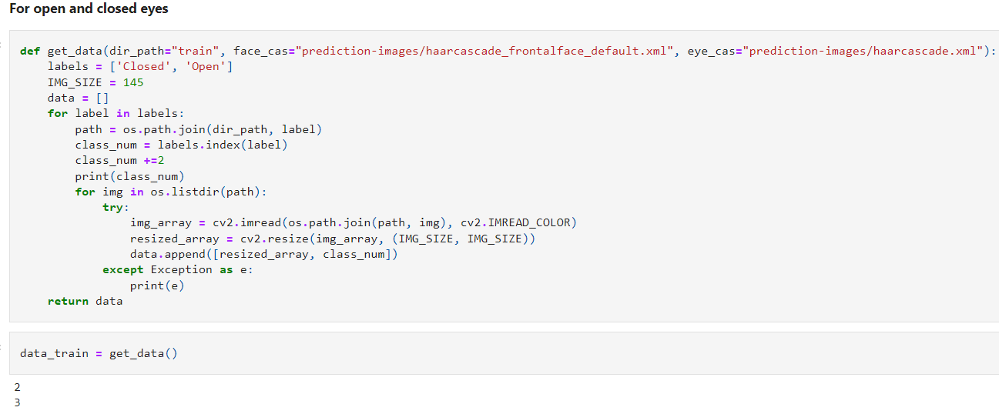 For open and closed eyes
def get_data(dir_path="train", face_cas="prediction-images/haarcascade_frontalface_default.xml", eye_cas="prediction-images/haarcascade.xml"):
    labels = ['Closed', 'Open']
    IMG_SIZE = 145
    data = []
    for label in labels:
        path = os.path.join(dir_path, label)
        class_num = labels.index(label)
        class_num +=2
        print(class_num)
        for img in os.listdir(path):
            try:
                img_array = cv2.imread(os.path.join(path, img), cv2.IMREAD_COLOR)
                resized_array = cv2.resize(img_array, (IMG_SIZE, IMG_SIZE))
                data.append([resized_array, class_num])
            except Exception as e:
                print(e)
    return data
data_train = get_data()
2
3